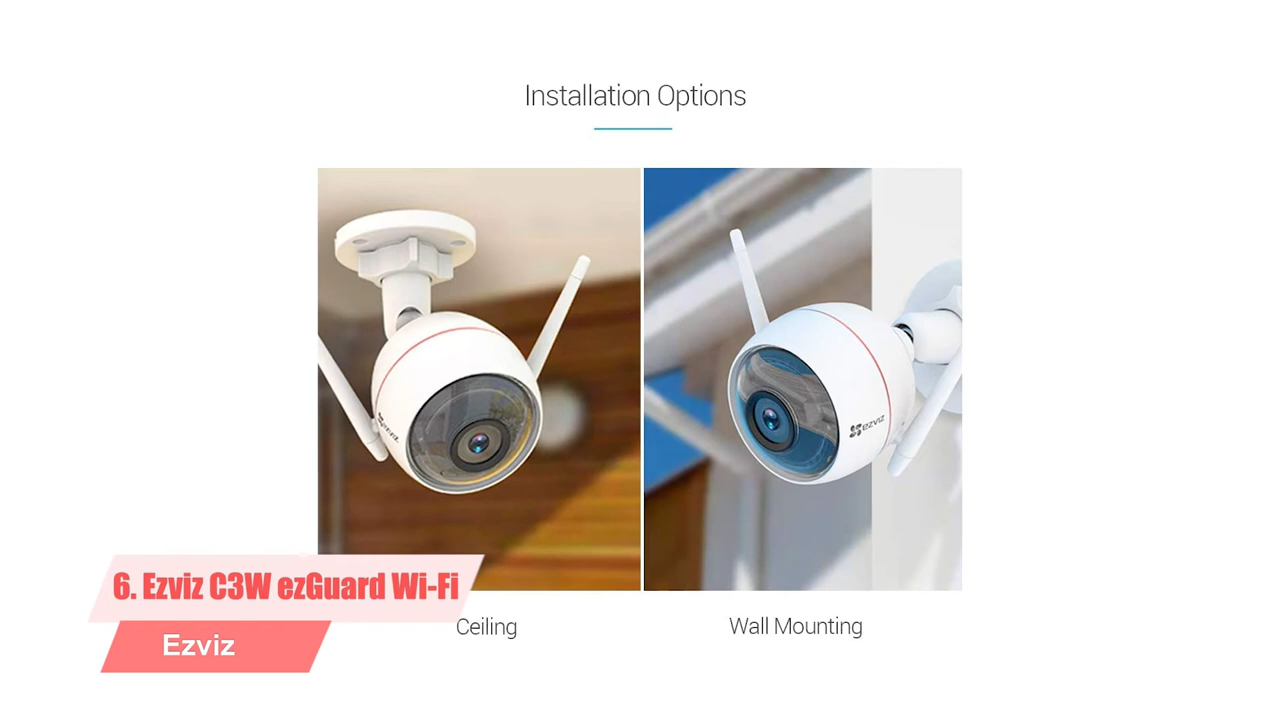 Installation Options
ezviz
ezviz
6. Ezviz C3W ezGuard Wi-Fi
Ezviz
Ceiling
Wall Mounting